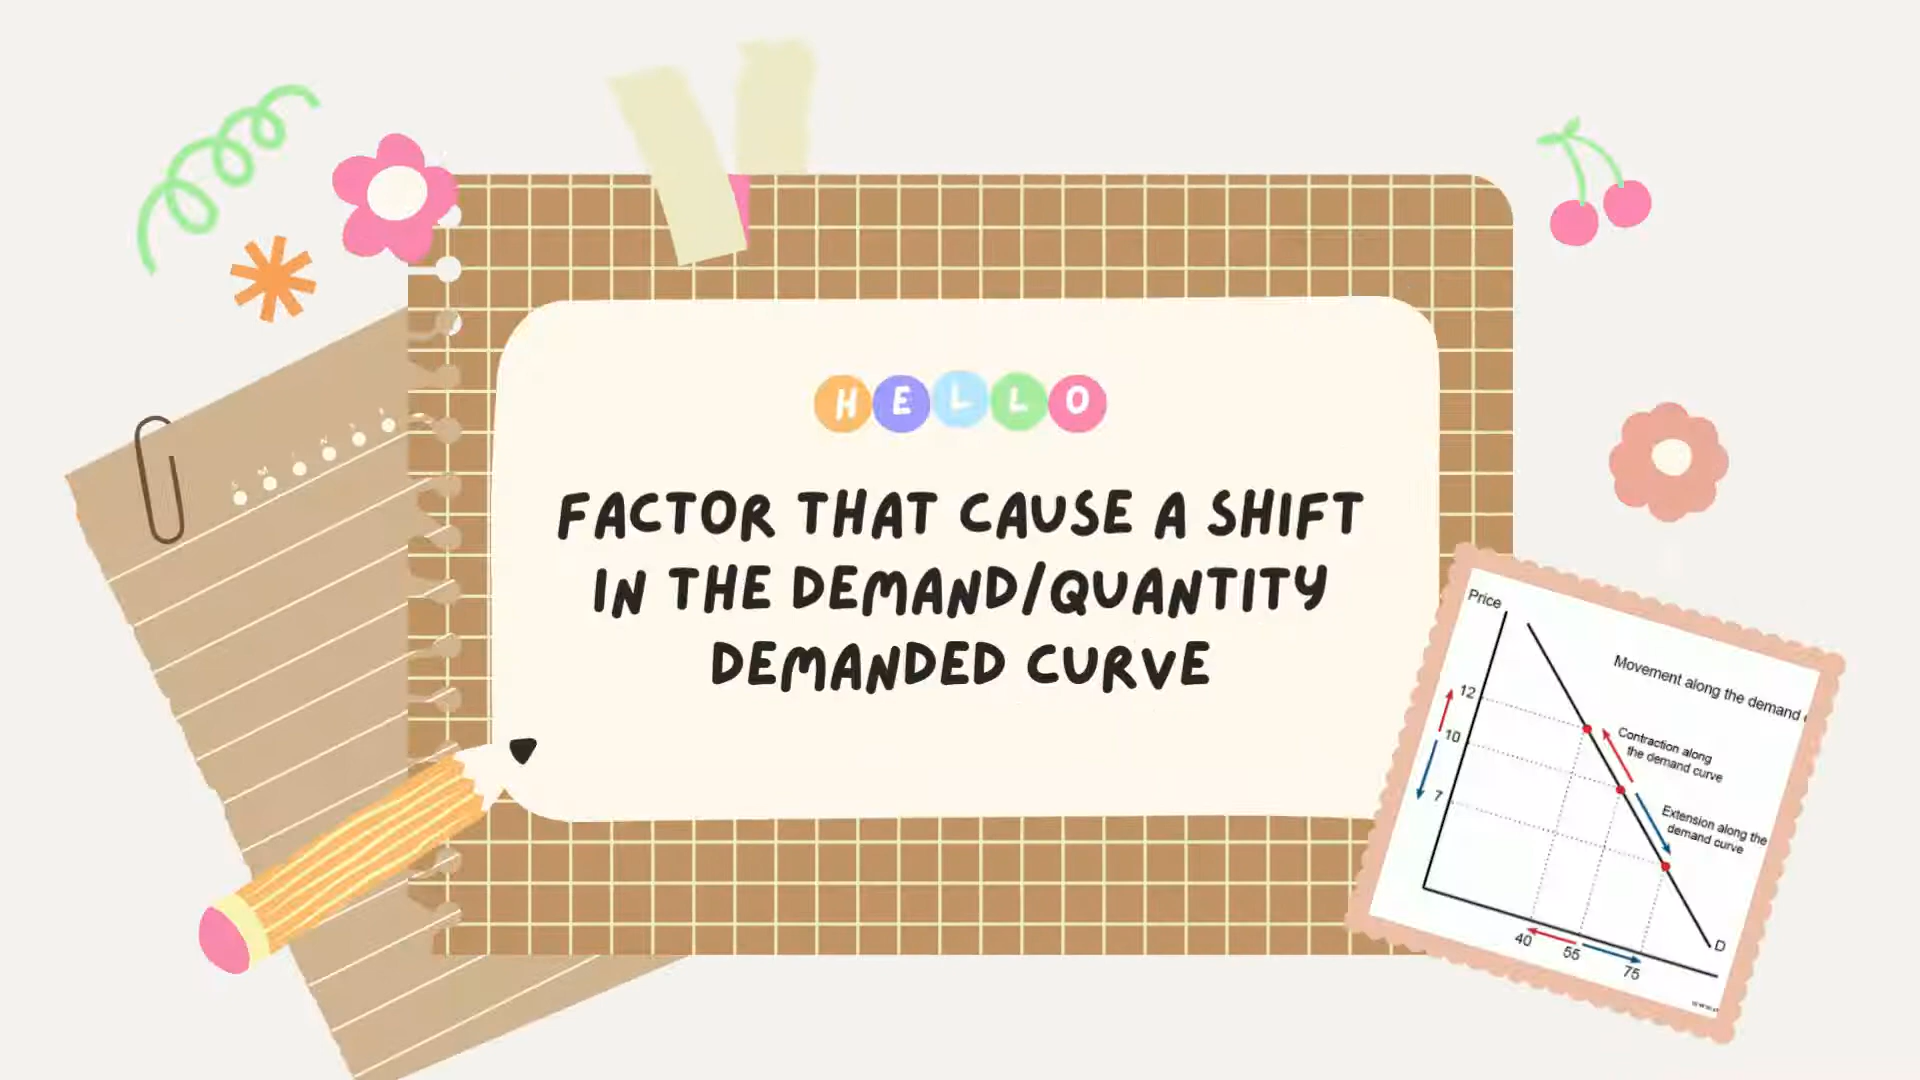 HELLO
FACTOR THAT CAUSE A SHIFT
IN THE DEMAND/QUANTITY
DEMANDED CURVE
Price
Movement along the demand
12
Contraction along
the demand curve
10
Extension along the
demand curve
7
D
40
55
75